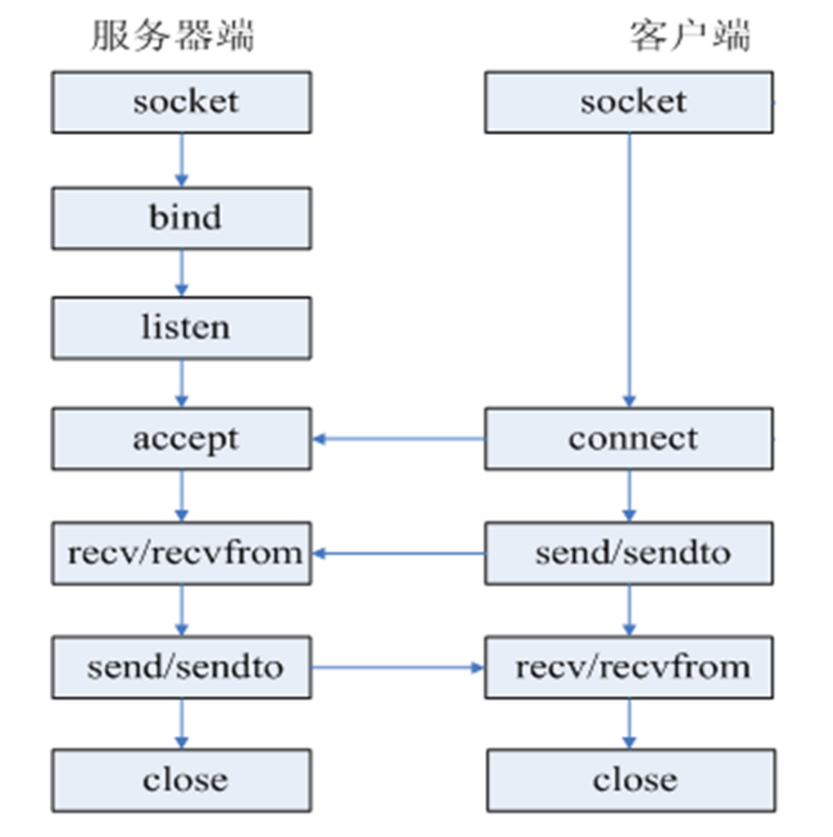 服务器端
客户端
socket
socket
bind
listen
accept
connect
recv/recvfrom
send/sendto
send/sendto
recv/recvfrom
close
close